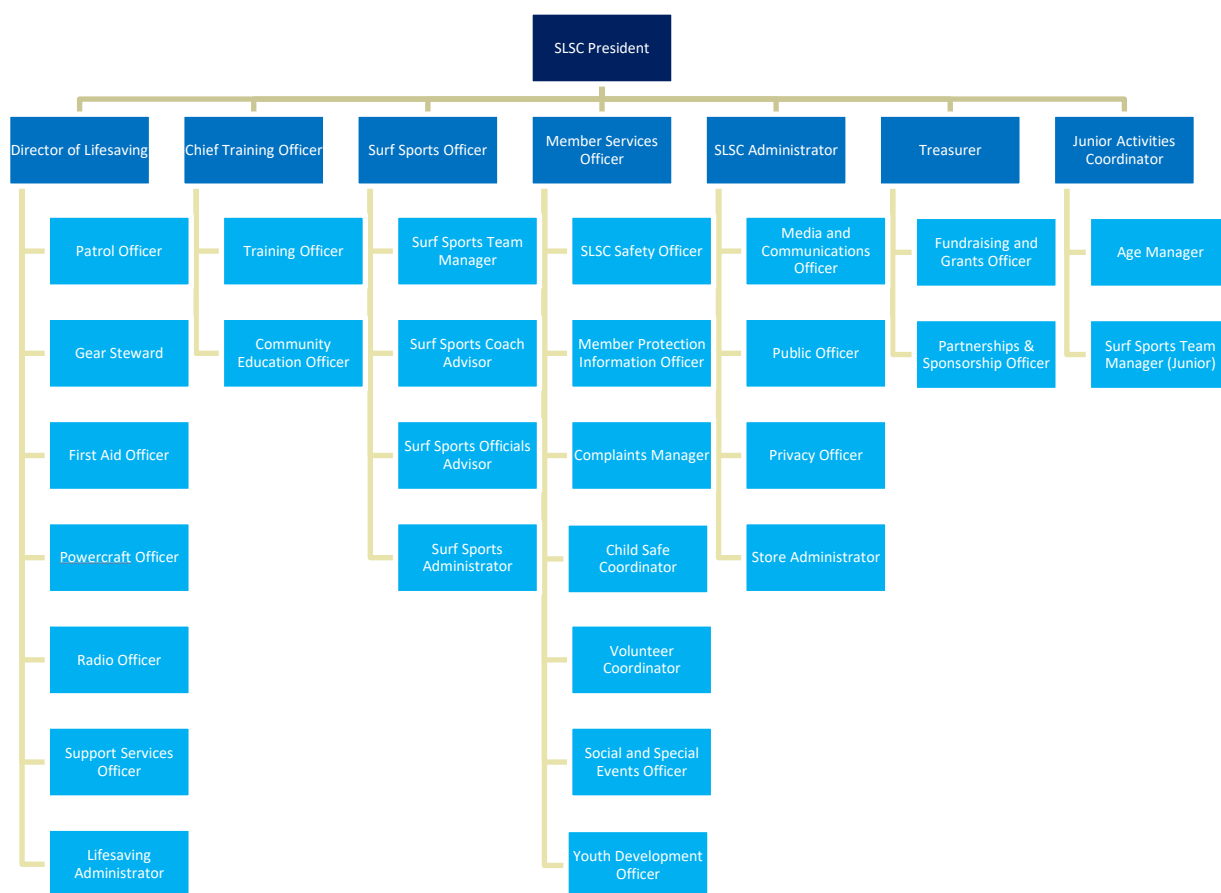 SLSC President
Director of Lifesaving
Chief Training Officer
Surf Sports Officer
Member Services
Officer
SLSC Administrator
Treasurer
Junior Activities
Coordinator
Patrol Officer
Gear Steward
First Aid Officer
Powercraft Officer
Radio Officer
Support Services
Officer
Lifesaving
Administrator
Training Officer
Community
Education Officer
Surf Sports Team
Manager
Surf Sports Coach
Advisor
Surf Sports Officials
Advisor
Surf Sports
Administrator
SLSC Safety Officer
Member Protection
Information Officer
Complaints Manager
Child Safe
Coordinator
Volunteer
Coordinator
Social and Special
Events Officer
Youth Development
Officer
Media and
Communications
Officer
Public Officer
Privacy Officer
Store Administrator
Fundraising and
Grants Officer
Partnerships &
Sponsorship Officer
Age Manager
Surf Sports Team
Manager (Junior)